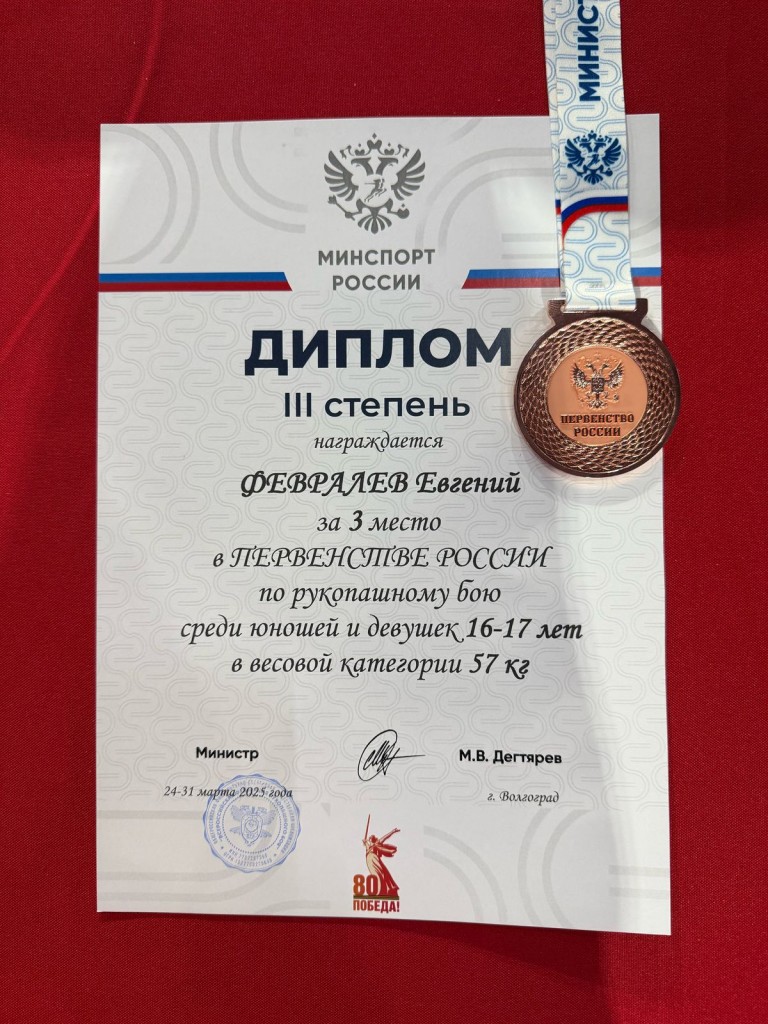 МИНИСТ
МИНСПОРТ
РОССИИ
ДИПЛОМ
III степень
награждается
ФЕВРАЛЕВ Евгений
за 3 место
в ПЕРВЕНСТВЕ РОССИИ
по рукопашному бою
среди юношей и девушек 16-17 лет
в весовой категории 57 кг
ПЕРВЕНСТВО
РОССИИ
Министр
М.В. Дегтярев
24-31 марта 2025 года
г. Волгоград
80
ПОБЕДА!